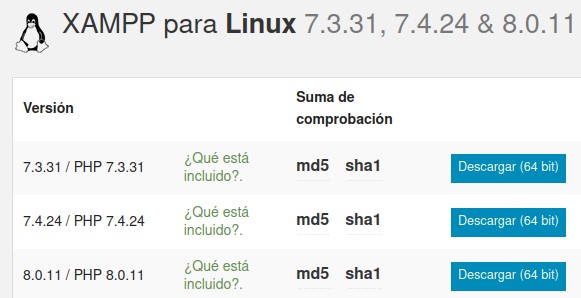 XAMPP para Linux 7.3.31, 7.4.24 & 8.0.11
Versión
Suma de
comprobación
7.3.31 / PHP 7.3.31
¿Qué está
incluido?.
md5 sha1
Descargar (64 bit)
7.4.24 / PHP 7.4.24
¿Qué está
incluido?.
md5 sha1
Descargar (64 bit)
8.0.11 / PHP 8.0.11
¿Qué está
incluido?.
md5 sha1
Descargar (64 bit)